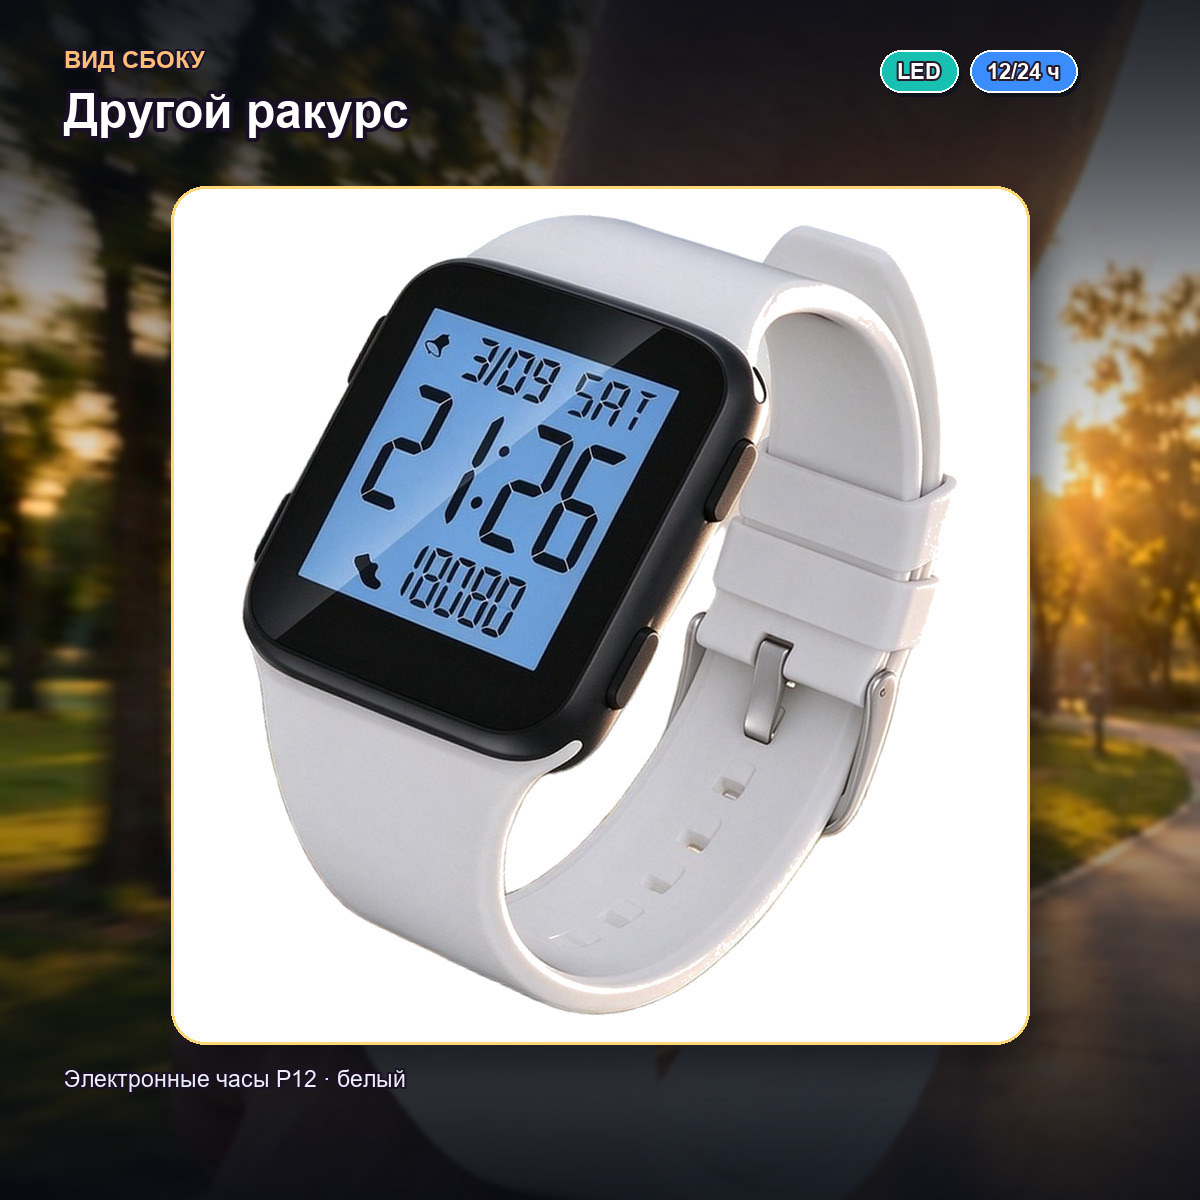 ВИД СБОКУ
Другой ракурс
LED
12/24 ч
3/09 SAT
21:26
18080
Электронные часы P12 · белый